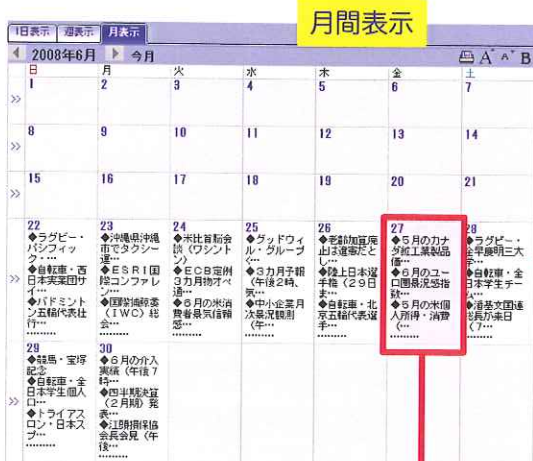 月間表示
1日表示 週表示 月表示
2008年6月 今月
A A B
日 月 火 水 木 金 土
1 2 3 4 5 6 7
8 9 10 11 12 13 14
15 16 17 18 19 20 21
22 23 24 25 26 27 28
◆ラグビー・
パシフィッ
ク…
◆自転車・西
日本実業団サ
イ…
◆バドミント
ン五輪代表壮
行…
◆沖縄県沖縄
市でタクシー
運…
◆ESRI国
際コンファレ
ン…
◆国際捕鯨委
(IWC)総
会…
◆米比首脳会
談(ワシント
ン)
◆ECB定例
3カ月物オペ
通…
◆6月の米消
費者景気信頼
感…
◆グッドウィ
ル・グループ
く…
◆3カ月予報
(午後2時、
気…
◆中小企業月
次景況観測
(午…
◆老齢加算廃
止は違憲だと
し…
◆陸上日本選
手権(29日
ま…
◆自転車・北
京五輪代表選
手…
◆5月のカナ
ダ鉱工業製品
価…
◆6月のユー
ロ圏景況感指
数…
◆5月の米個
人所得・消費
(…
◆ラグビー・
全早慶明三大
学…
◆自転車・全
日本学生チー
ム…
◆潘基文国連
総長が来日
(7…
29 30
◆競馬・宝塚
記念
◆自転車・全
日本学生個人
ロ…
◆トライアス
ロン・日本ス
プ…
◆6月の介入
実績(午後7
時…
◆四半期決算
(2月期)発
表…
◆江頭損保協
会長会見(午
後…